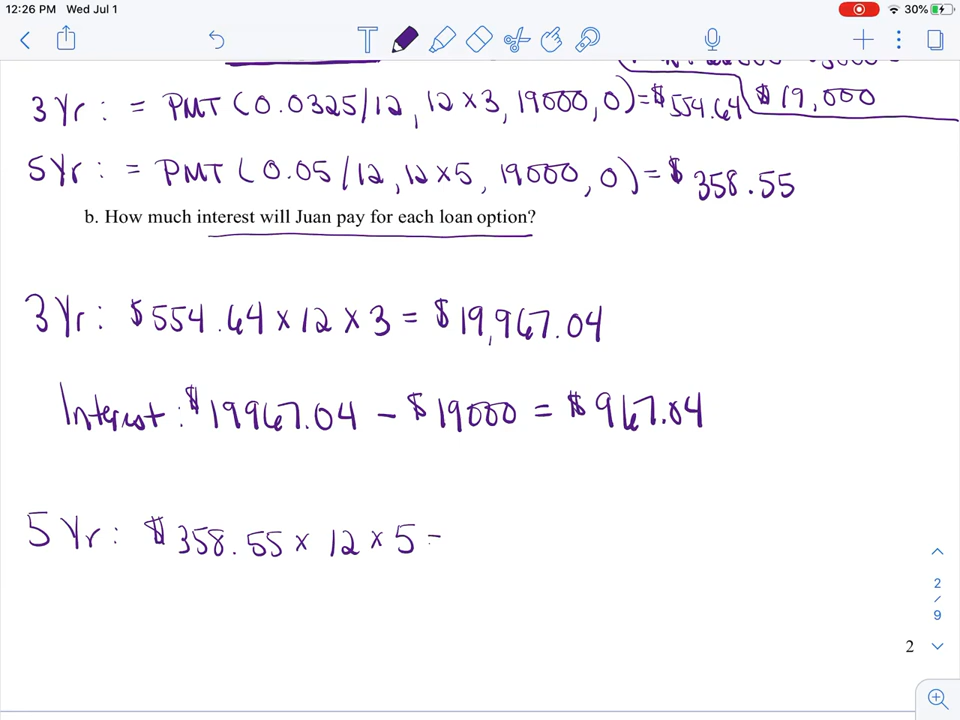 12:26 PM Wed Jul 1
30%
T
3 Yr : = PMT (0.0325/12, 12 x 3, 19000, 0) = $554.64 $19,000
5 Yr : = PMT (0.05/12, 12 x 5, 19000, 0) = $358.55
b. How much interest will Juan pay for each loan option?
3 Yr : $554.64 x 12 x 3 = $19,967.04
Interest : $19967.04 - $19000 = $967.04
5 Yr : $358.55 x 12 x 5 =
2
/
9
2